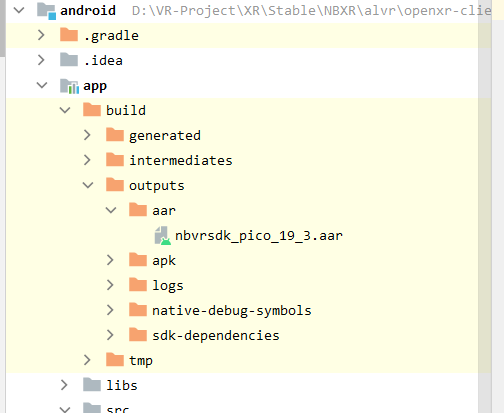 android D:\VR-Project\XR\Stable\NBXR\alvr\openxr-clie
.gradle
.idea
app
build
generated
intermediates
outputs
aar
nbvrsdk_pico_19_3.aar
apk
logs
native-debug-symbols
sdk-dependencies
tmp
libs
src